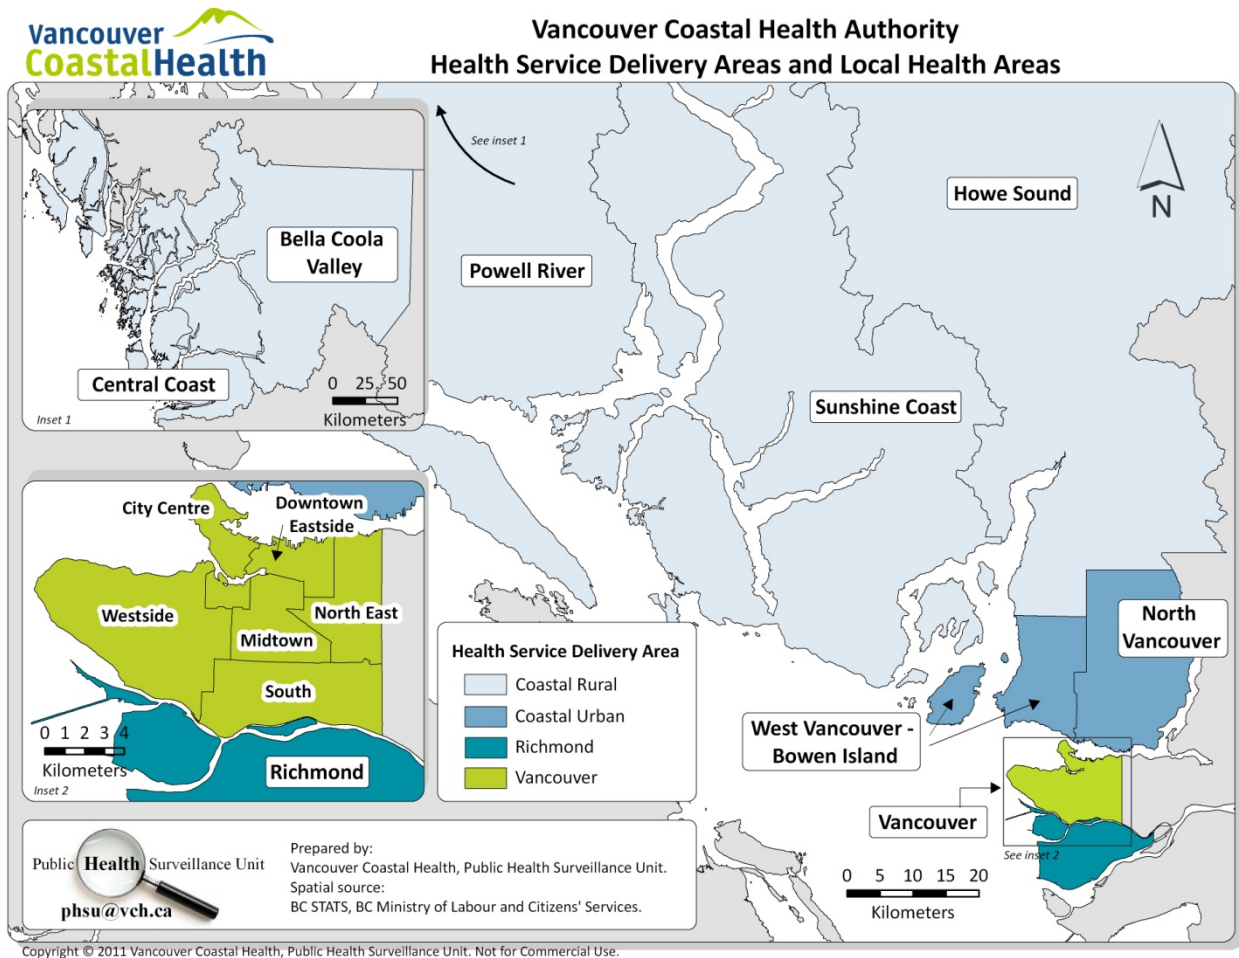 Vancouver
CoastalHealth
Vancouver Coastal Health Authority
Health Service Delivery Areas and Local Health Areas
See inset 1
Howe Sound
N
Powell River
Sunshine Coast
Bella Coola
Valley
Central Coast
0 25 50
Kilometers
Inset 1
City Centre
Downtown
Eastside
Westside
North East
Midtown
South
0 1 2 3 4
Kilometers
Richmond
Inset 2
Health Service Delivery Area
Coastal Rural
Coastal Urban
Richmond
Vancouver
North
Vancouver
West Vancouver -
Bowen Island
Vancouver
See inset 2
0 5 10 15 20
Kilometers
Public Health Surveillance Unit
phsu@vch.ca
Prepared by:
Vancouver Coastal Health, Public Health Surveillance Unit.
Spatial source:
BC STATS, BC Ministry of Labour and Citizens' Services.
Copyright © 2011 Vancouver Coastal Health, Public Health Surveillance Unit. Not for Commercial Use.